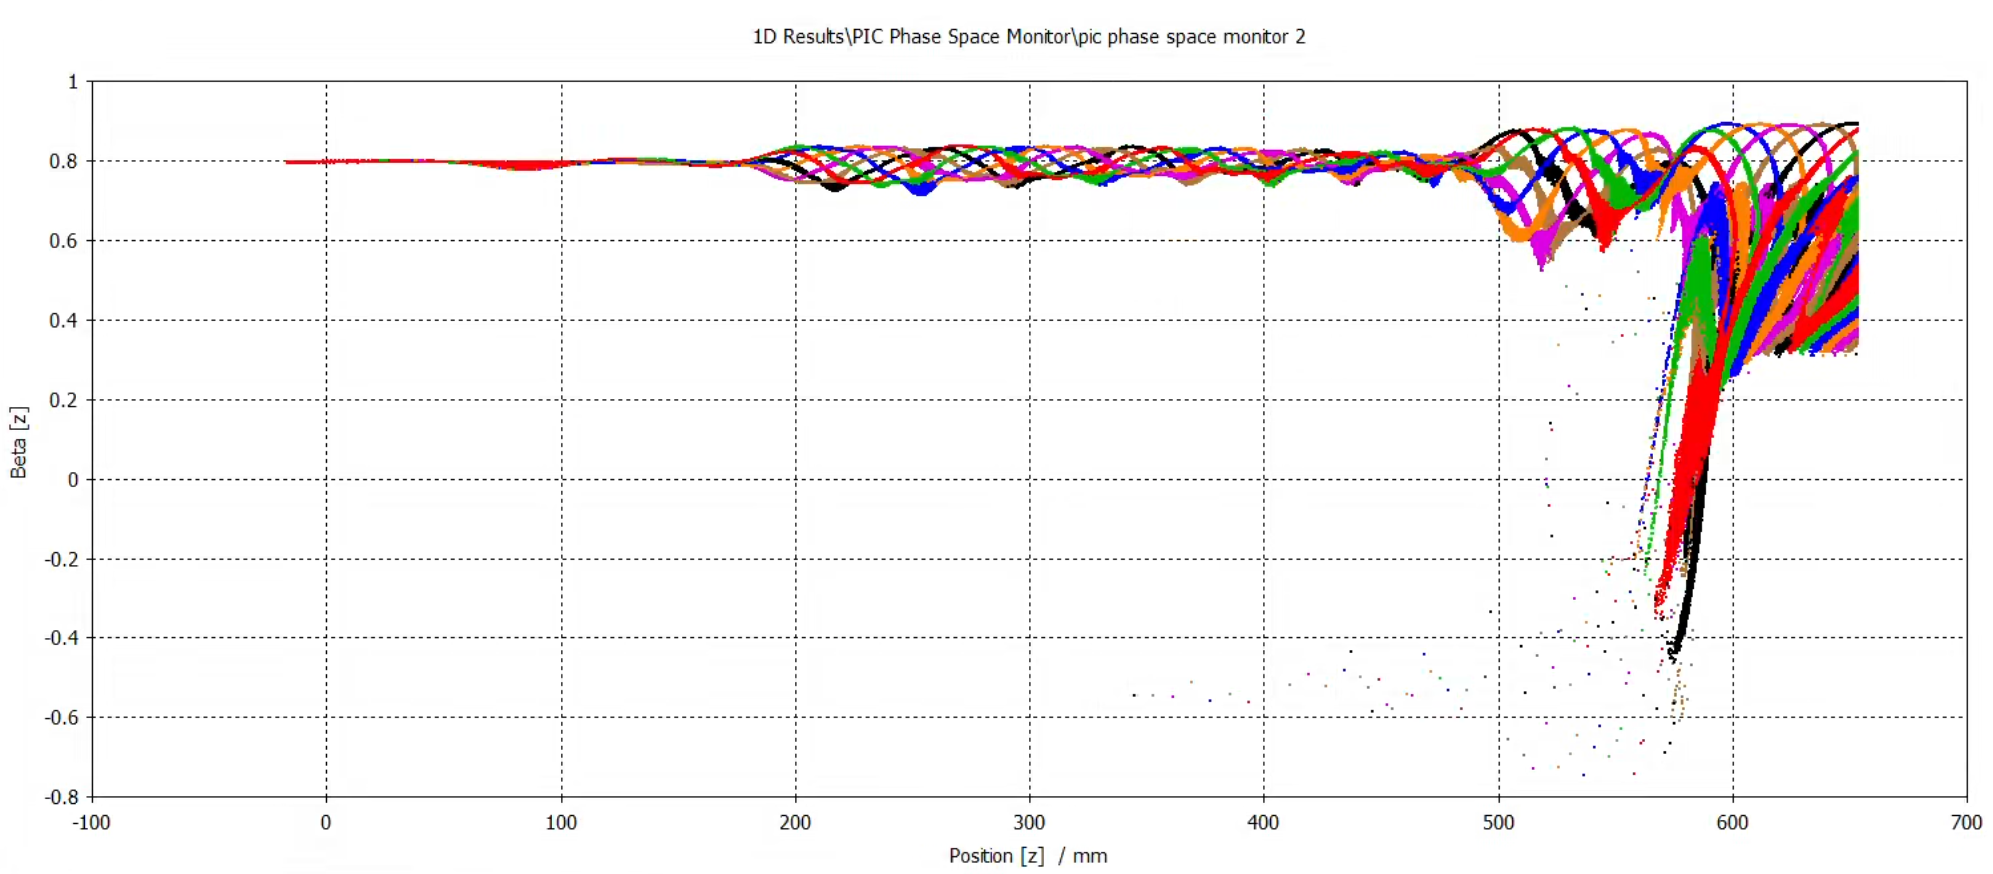 1D Results\PIC Phase Space Monitor\pic phase space monitor 2
1
0.8
0.6
0.4
0.2
0
-0.2
-0.4
-0.6
-0.8
Beta [z]
-100 0 100 200 300 400 500 600 700
Position [z] / mm